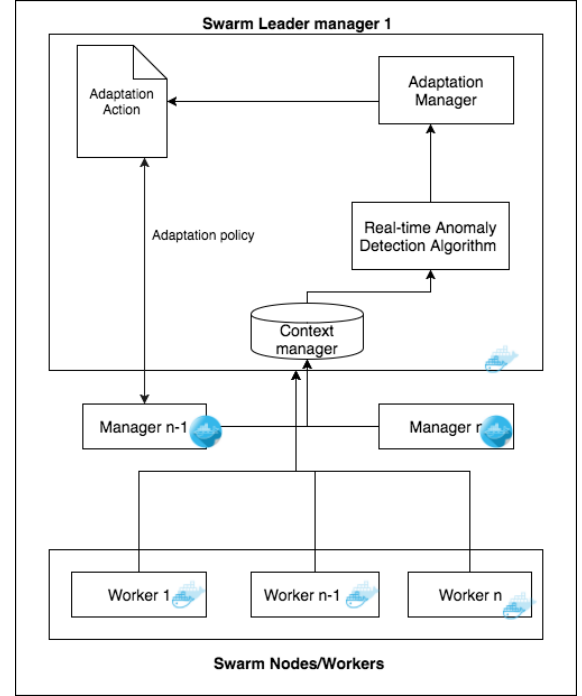 Swarm Leader manager 1
Adaptation
Action
Adaptation
Manager
Adaptation policy
Real-time Anomaly
Detection Algorithm
Context
manager
Manager n-1
Manager n
Worker 1
Worker n-1
Worker n
Swarm Nodes/Workers